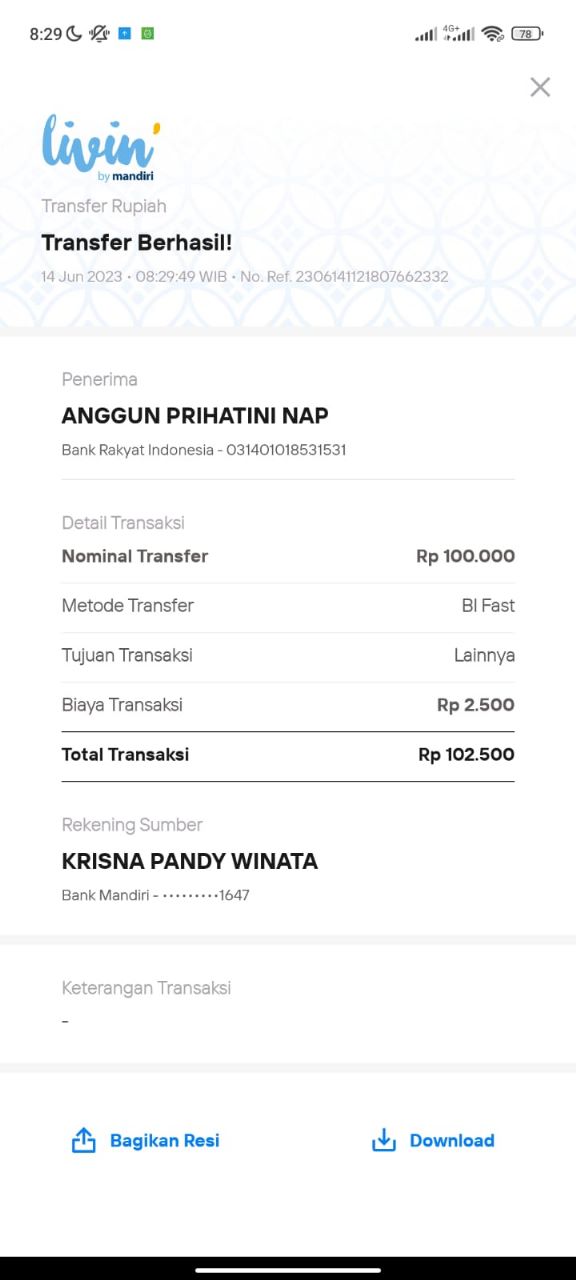 8:29
4G+
78
livin'
by mandiri
Transfer Rupiah
Transfer Berhasil!
14 Jun 2023 • 08:29:49 WIB • No. Ref. 2306141121807662332
Penerima
ANGGUN PRIHATINI NAP
Bank Rakyat Indonesia - 031401018531531
Detail Transaksi
Nominal Transfer Rp 100.000
Metode Transfer BI Fast
Tujuan Transaksi Lainnya
Biaya Transaksi Rp 2.500
Total Transaksi Rp 102.500
Rekening Sumber
KRISNA PANDY WINATA
Bank Mandiri - •••••••••1647
Keterangan Transaksi
-
Bagikan Resi Download